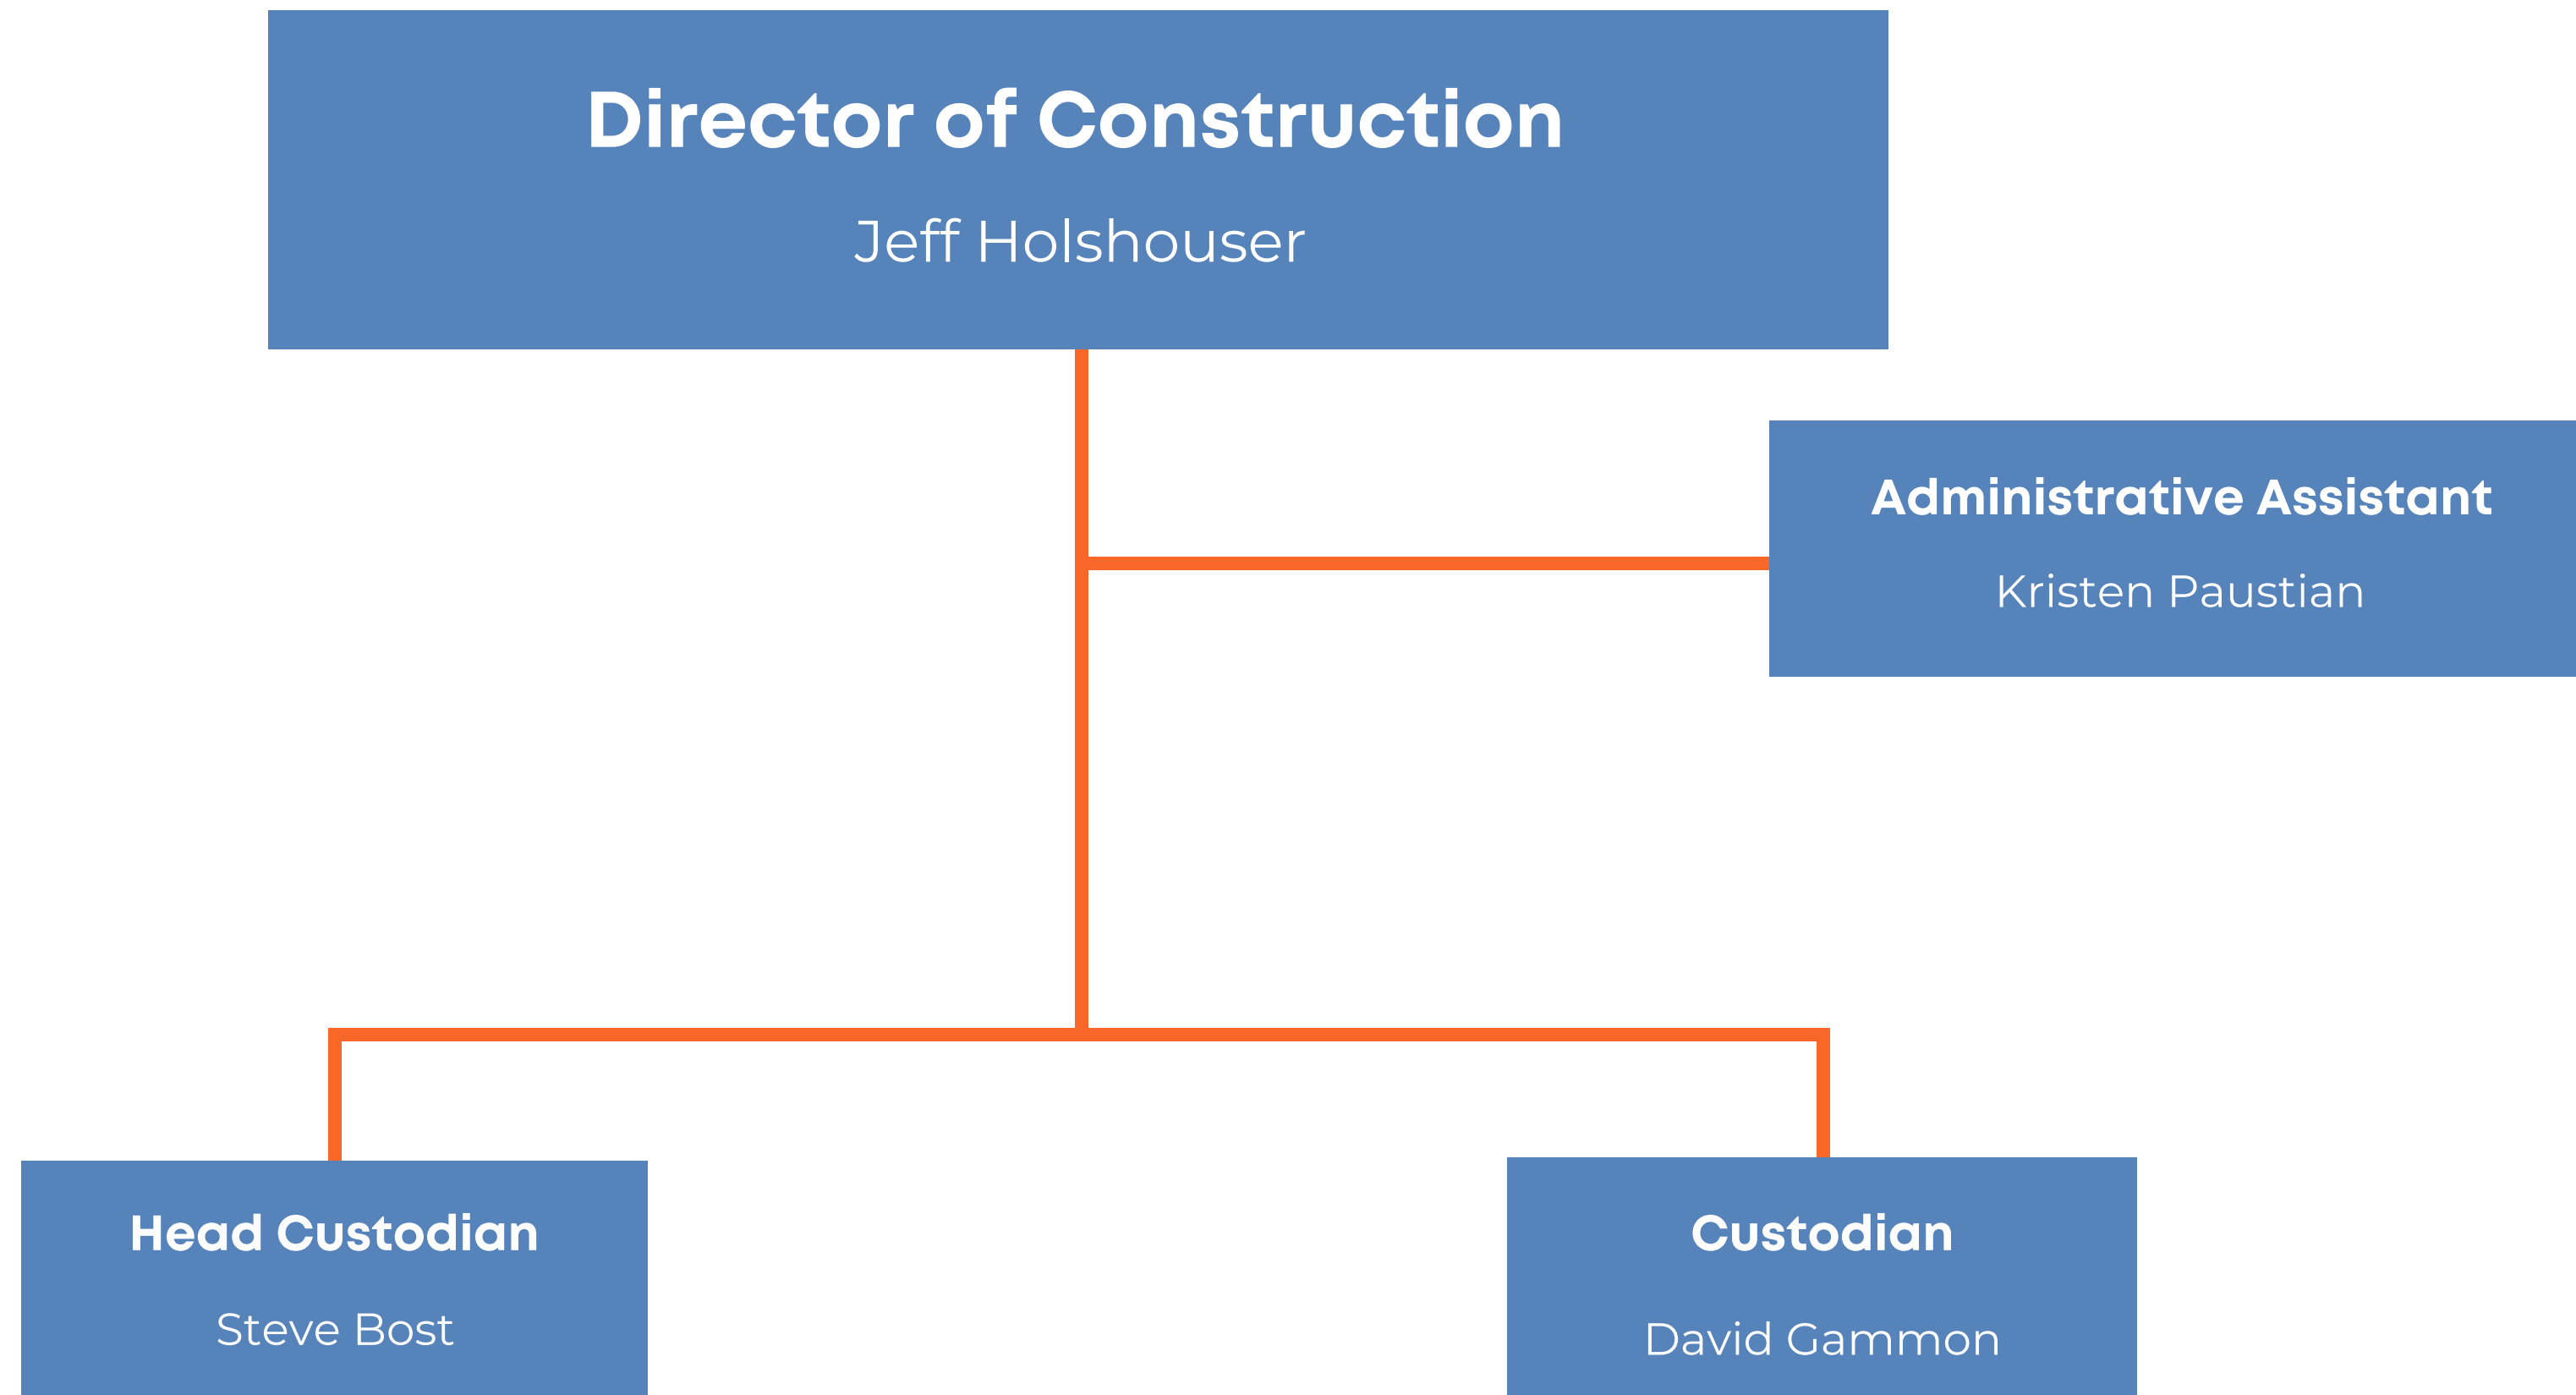 Director of Construction
Jeff Holshouser
Administrative Assistant
Kristen Paustian
Head Custodian
Steve Bost
Custodian
David Gammon